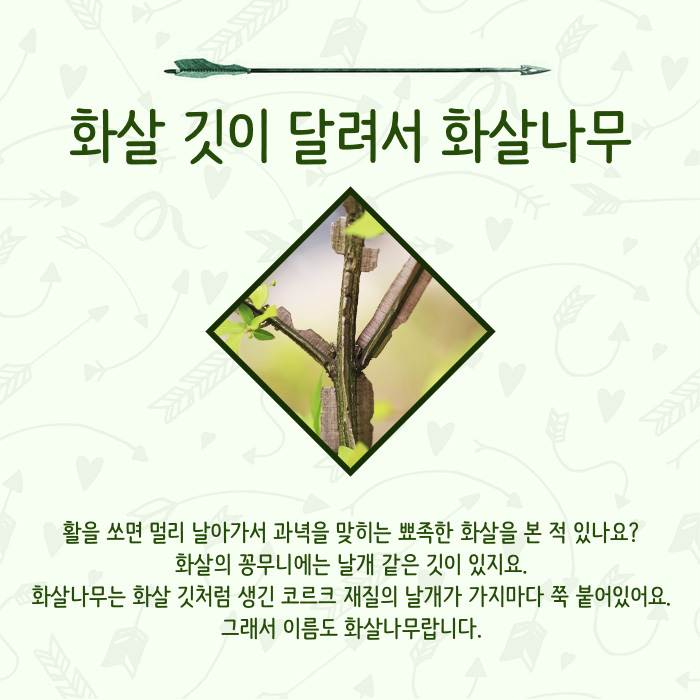 화살 깃이 달려서 화살나무
활을 쏘면 멀리 날아가서 과녁을 맞히는 뾰족한 화살을 본 적 있나요?
화살의 꽁무니에는 날개 같은 깃이 있지요.
화살나무는 화살 깃처럼 생긴 코르크 재질의 날개가 가지마다 쭉 붙어있어요.
그래서 이름도 화살나무랍니다.